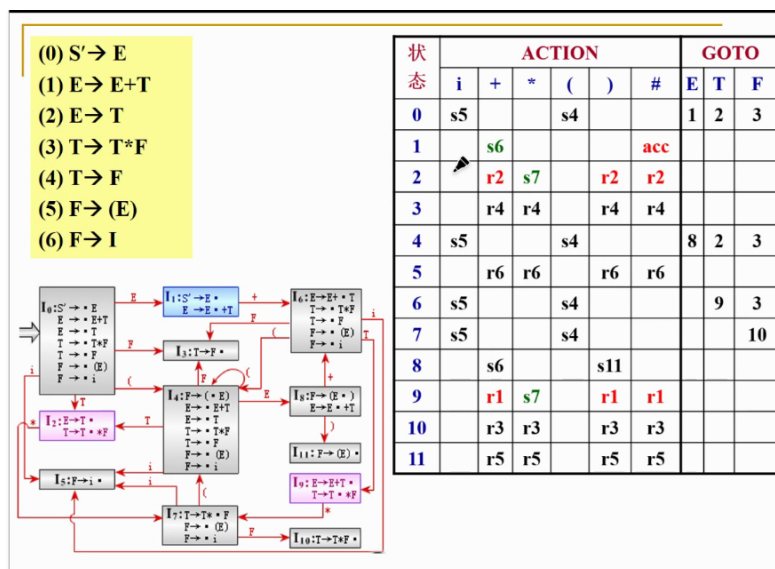 (0) S′→ E
(1) E→ E+T
(2) E→ T
(3) T→ T*F
(4) T→ F
(5) F→ (E)
(6) F→ I
状态 ACTION GOTO
i + * ( ) # E T F
0 s5 s4 1 2 3
1 s6 acc
2 r2 s7 r2 r2
3 r4 r4 r4 r4
4 s5 s4 8 2 3
5 r6 r6 r6 r6
6 s5 s4 9 3
7 s5 s4 10
8 s6 s11
9 r1 s7 r1 r1
10 r3 r3 r3 r3
11 r5 r5 r5 r5
I0:S′→▪ E
E→▪ E+T
E→▪ T
T→▪ T*F
T→▪ F
F→▪ (E)
F→▪ i
E
I1:S′→E▪
E→E▪ +T
+
I6:E→E+▪ T
T→▪ T*F
T→▪ F
F→▪ (E)
F→▪ i
i
F
T
F
I3:T→F▪
(
i
(
F
(
T
I4:F→(▪ E)
E→▪ E+T
E→▪ T
T→▪ T*F
T→▪ F
F→▪ (E)
F→▪ i
E
+
I8:F→(E▪ )
E→E▪ +T
I2:E→T▪
T→T▪ *F
T
*
)
I11:F→(E)▪
i
I5:F→i▪
i
(
I9:E→E+T▪
T→T▪ *F
*
I7:T→T*▪ F
F→▪ (E)
F→▪ i
F
I10:T→T*F▪